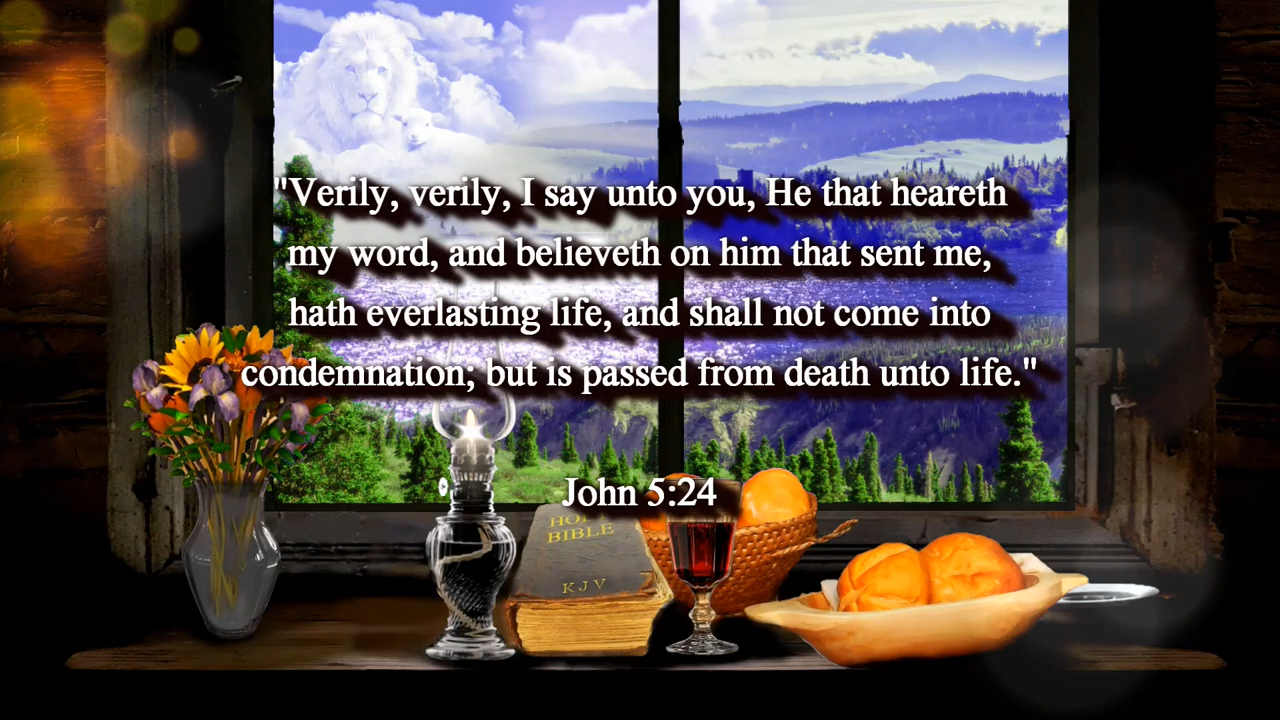 "Verily, verily, I say unto you, He that heareth
my word, and believeth on him that sent me,
hath everlasting life, and shall not come into
condemnation; but is passed from death unto life."
John 5:24
HOLY
BIBLE
KJV